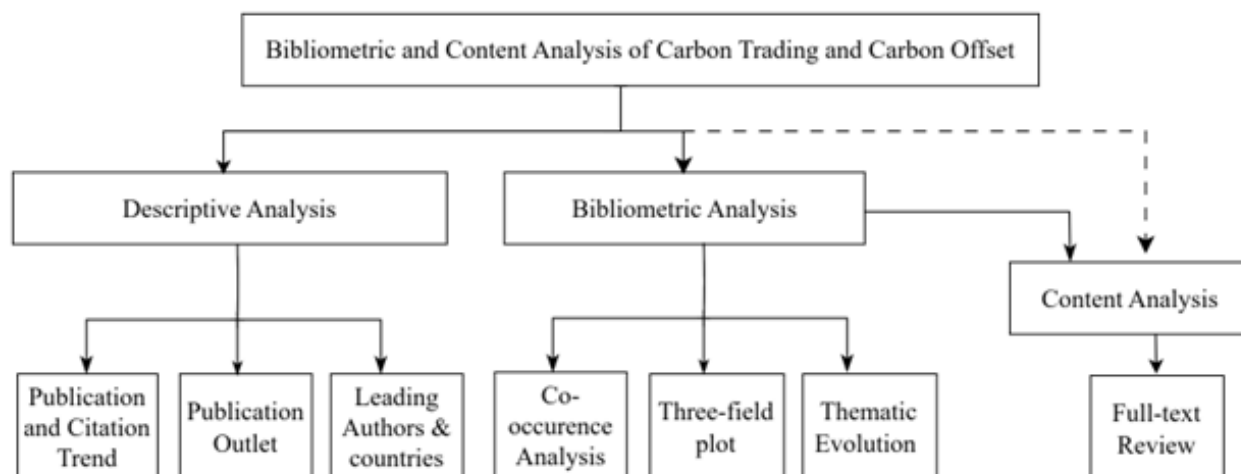 Bibliometric and Content Analysis of Carbon Trading and Carbon Offset
Descriptive Analysis
Bibliometric Analysis
Content Analysis
Publication
and Citation
Trend
Publication
Outlet
Leading
Authors &
countries
Co-
occurence
Analysis
Three-field
plot
Thematic
Evolution
Full-text
Review